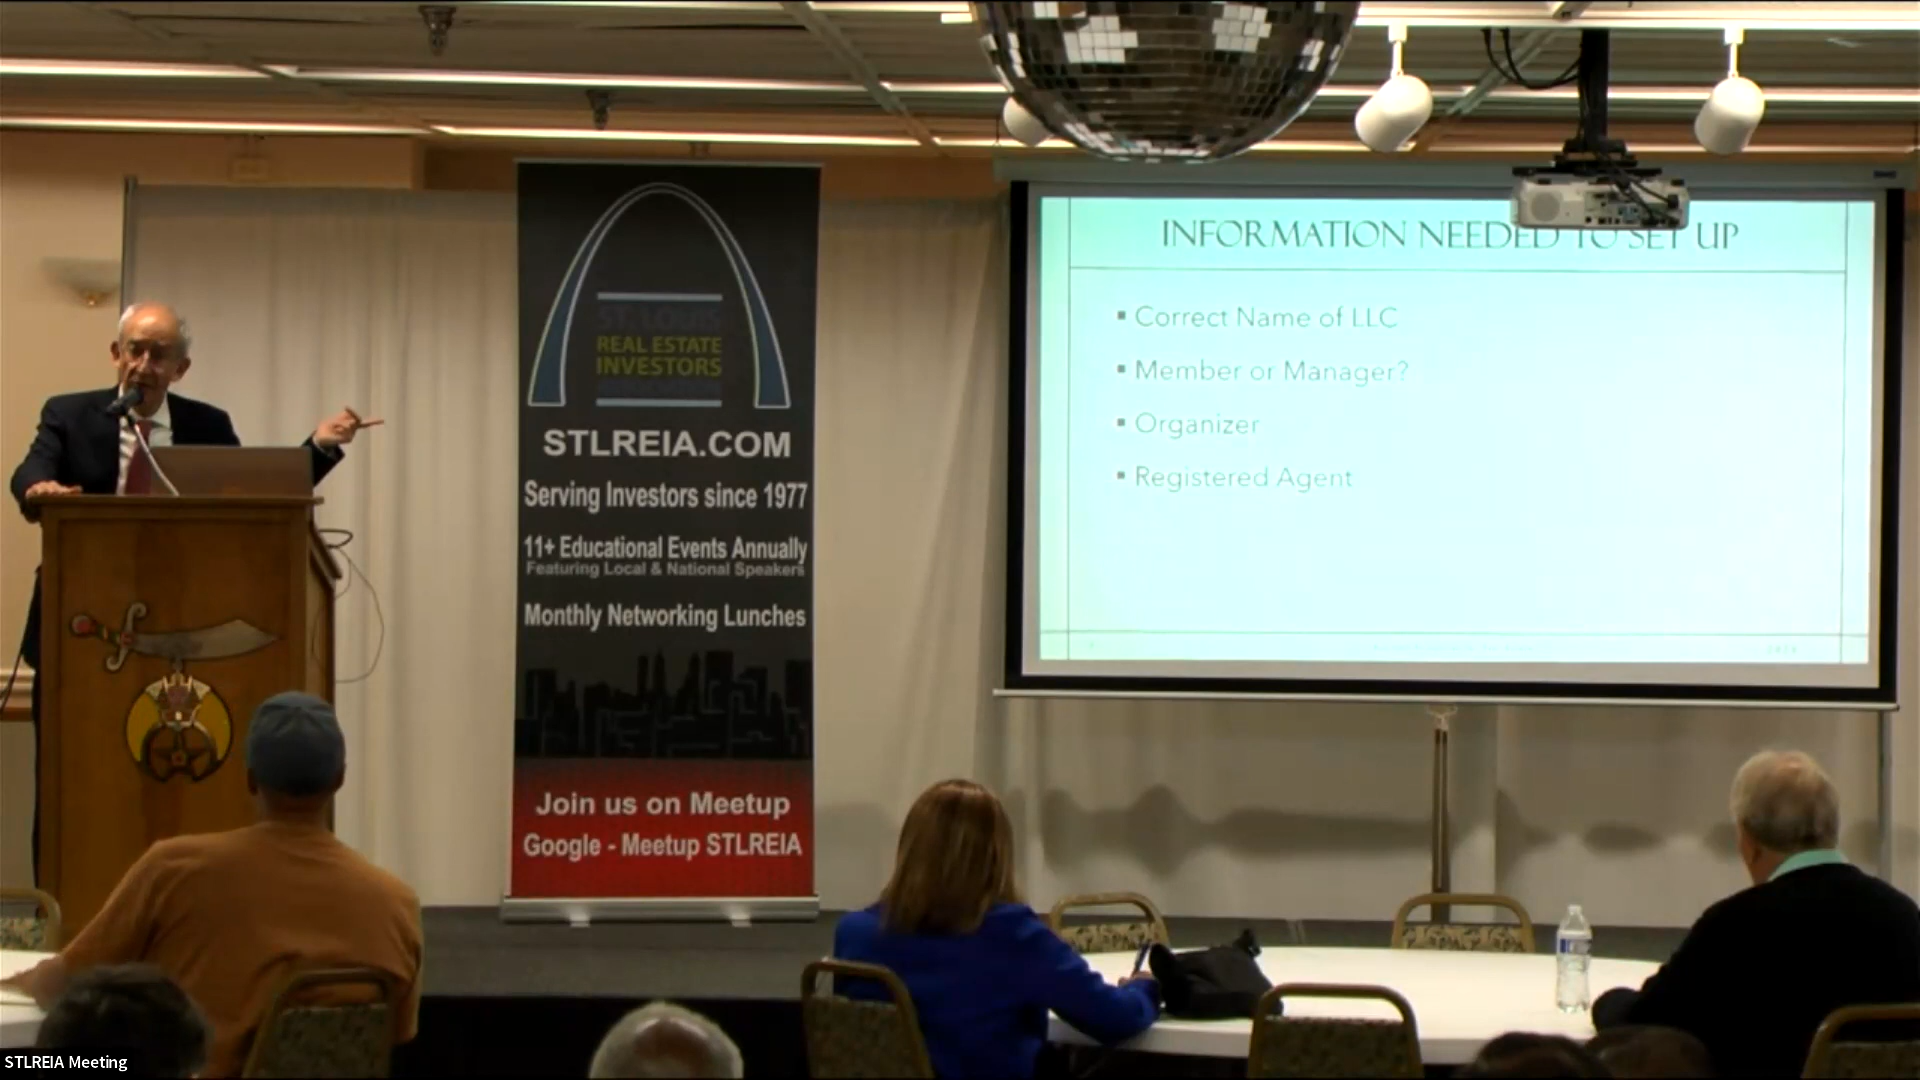 ST. LOUIS
REAL ESTATE
INVESTORS
STLREIA.COM
Serving Investors since 1977
11+ Educational Events Annually
Featuring Local & National Speakers
Monthly Networking Lunches
Join us on Meetup
Google - Meetup STLREIA
INFORMATION NEEDED TO SET UP
▪ Correct Name of LLC
▪ Member or Manager?
▪ Organizer
▪ Registered Agent
STLREIA Meeting